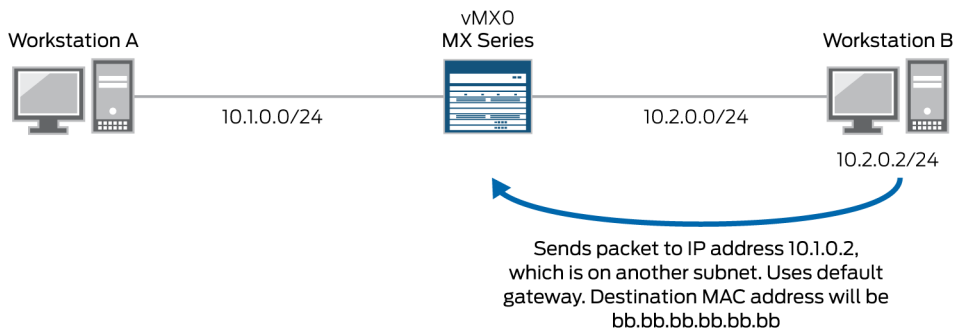 vMX0
Workstation A
MX Series
Workstation B
10.1.0.0/24
10.2.0.0/24
10.2.0.2/24
Sends packet to IP address 10.1.0.2,
which is on another subnet. Uses default
gateway. Destination MAC address will be
bb.bb.bb.bb.bb.bb